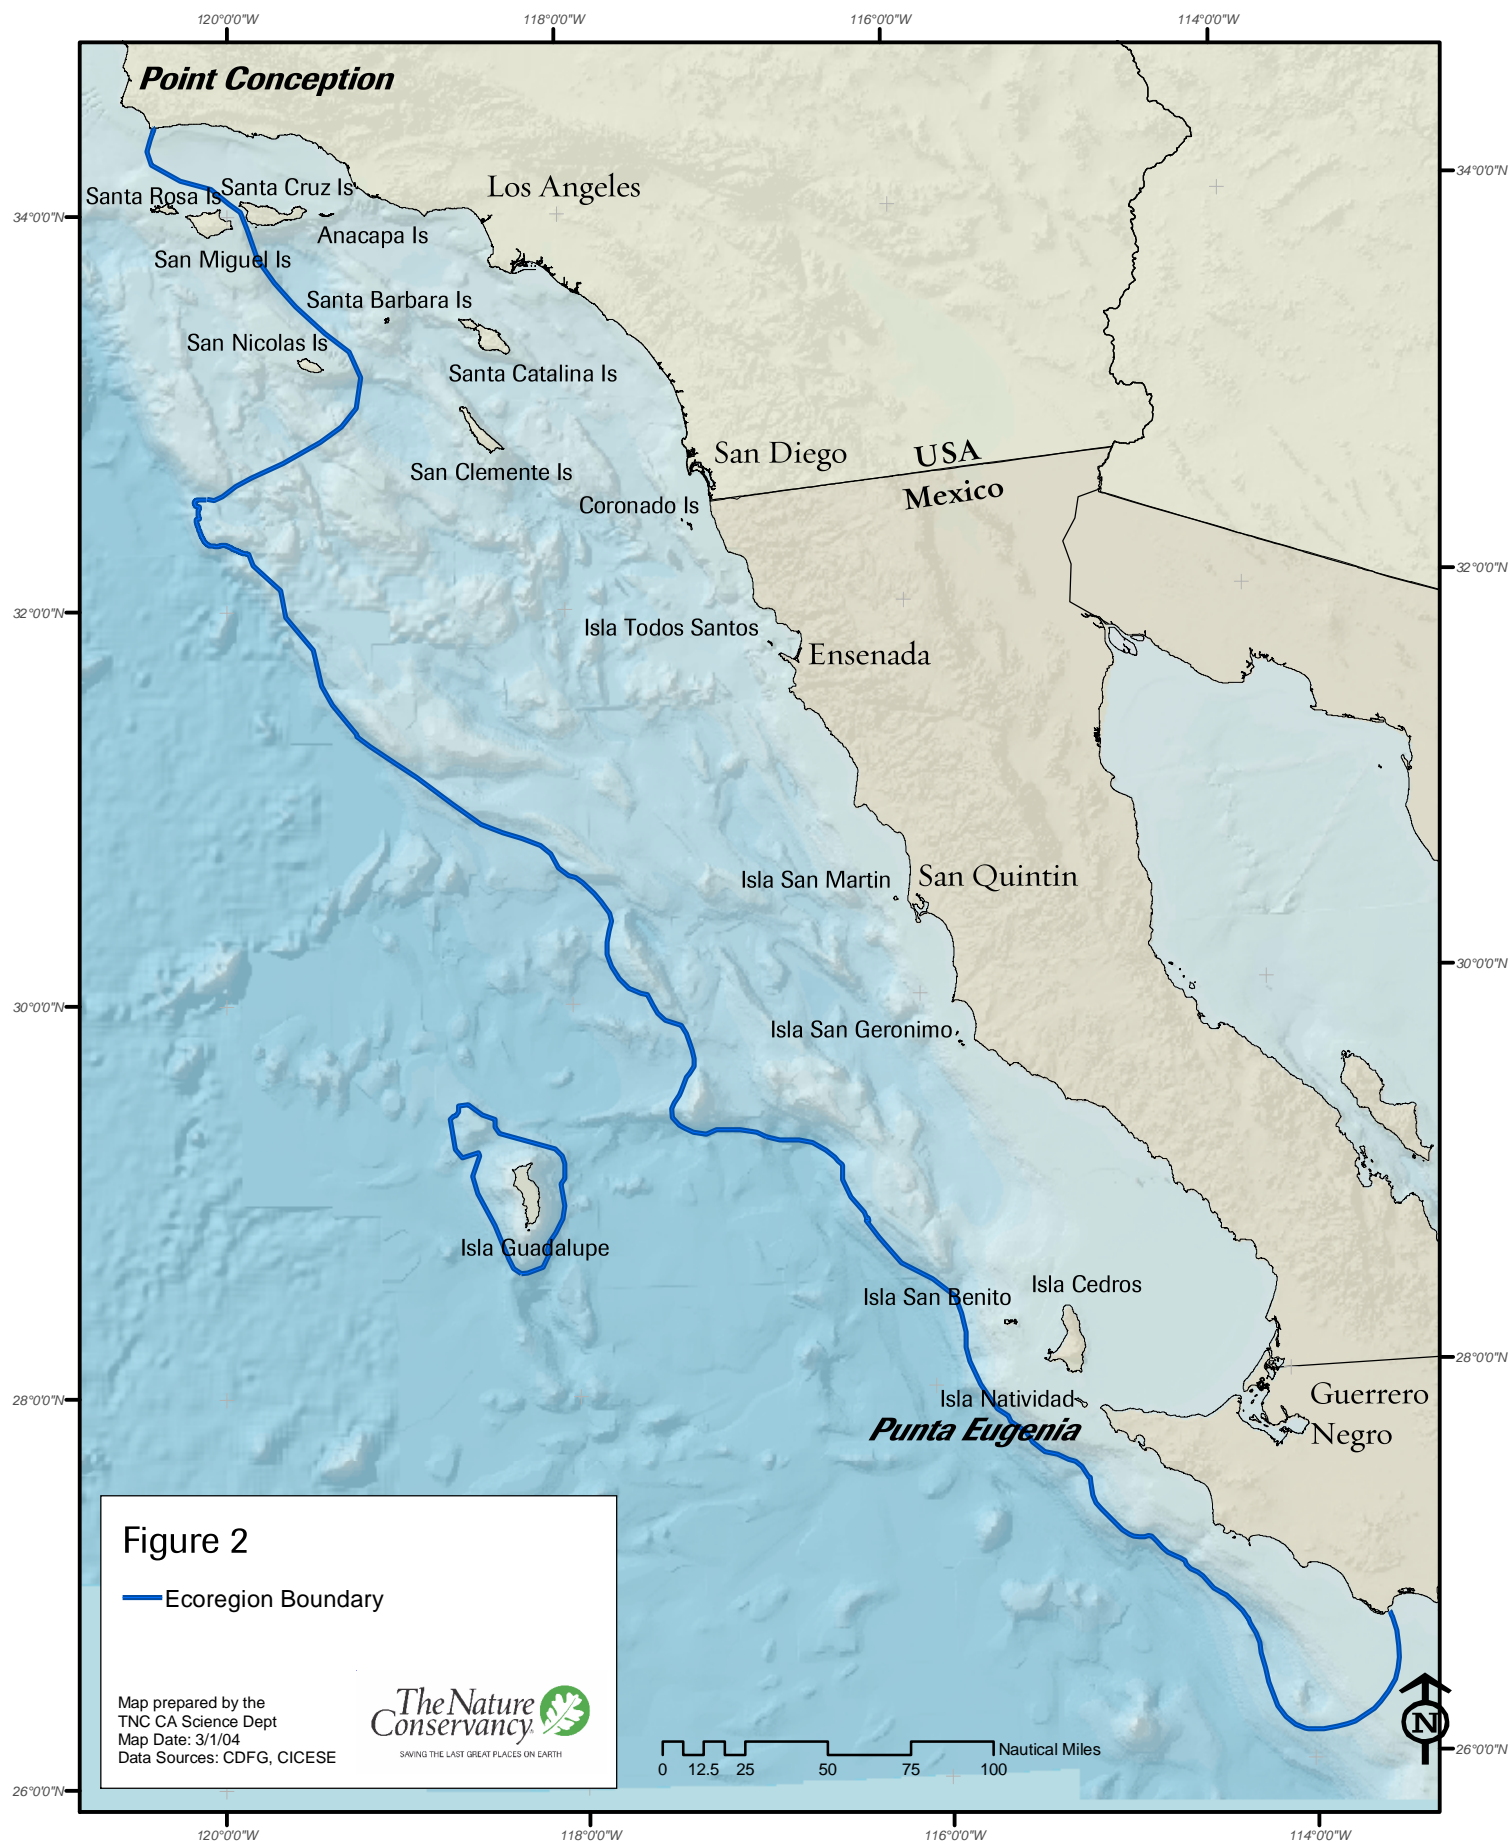 120°0'0"W
118°0'0"W
116°0'0"W
114°0'0"W
Point Conception
34°0'0"N
Santa Rosa Is
Santa Cruz Is
Los Angeles
34°0'0"N
Anacapa Is
San Miguel Is
Santa Barbara Is
San Nicolas Is
Santa Catalina Is
San Diego
USA
San Clemente Is
Mexico
Coronado Is
32°0'0"N
32°0'0"N
Isla Todos Santos
Ensenada
Isla San Martin
San Quintin
30°0'0"N
30°0'0"N
Isla San Geronimo
Isla Guadalupe
Isla Cedros
Isla San Benito
28°0'0"N
28°0'0"N
Isla Natividad
Guerrero
Negro
Punta Eugenia
Figure 2
Ecoregion Boundary
Map prepared by the
TNC CA Science Dept
Map Date: 3/1/04
Data Sources: CDFG, CICESE
The Nature
Conservancy®
SAVING THE LAST GREAT PLACES ON EARTH
Nautical Miles
0 12.5 25 50 75 100
N
26°0'0"N
26°0'0"N
120°0'0"W
118°0'0"W
116°0'0"W
114°0'0"W